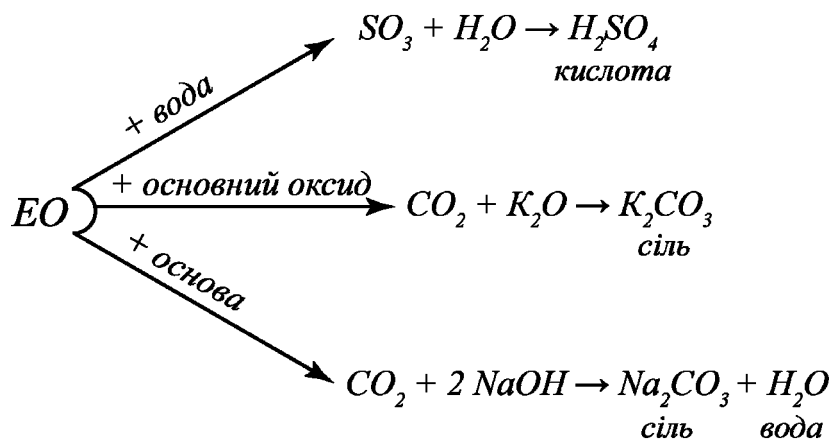 SO₃ + H₂O → H₂SO₄
кислота
+ вода
+ основний оксид
EO
CO₂ + K₂O → K₂CO₃
сіль
+ основа
CO₂ + 2 NaOH → Na₂CO₃ + H₂O
сіль вода